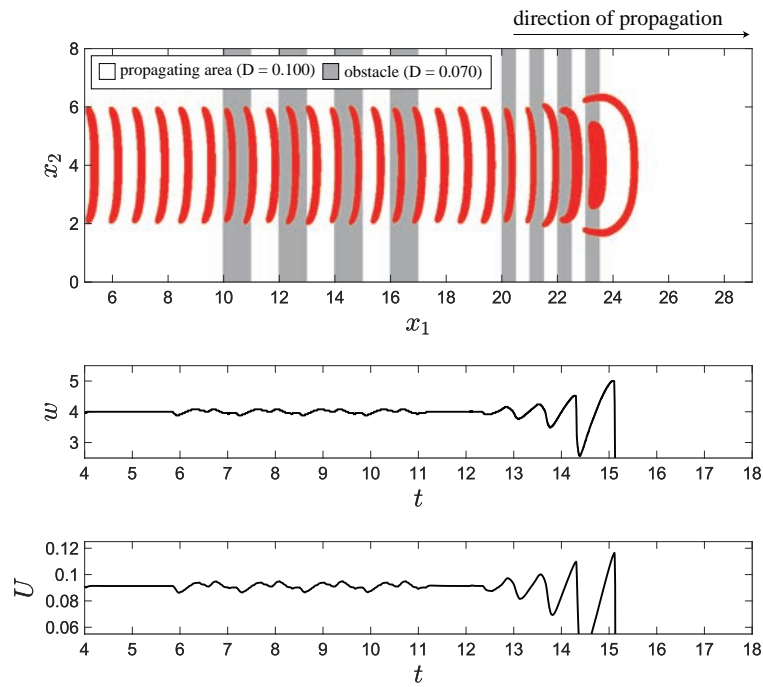 direction of propagation
8
propagating area (D = 0.100) obstacle (D = 0.070)
6
x2
4
2
0
6 8 10 12 14 16 18 20 22 24 26 28
x1
5
w
4
3
4 5 6 7 8 9 10 11 12 13 14 15 16 17 18
t
0.12
0.1
U
0.08
0.06
4 5 6 7 8 9 10 11 12 13 14 15 16 17 18
t